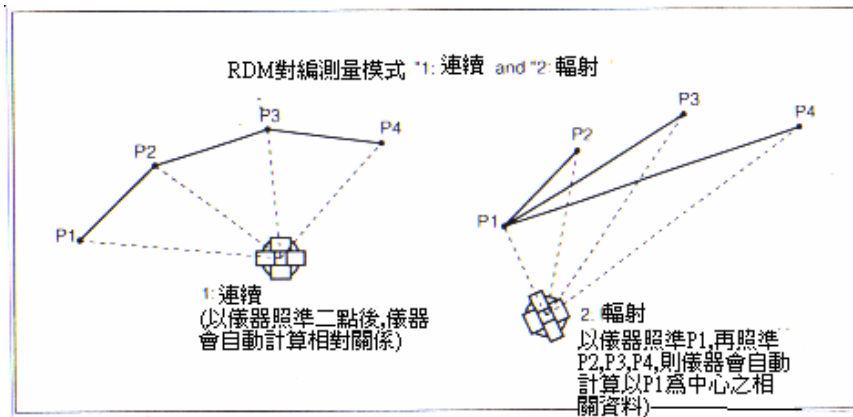 RDM對編測量模式 "1: 連續 and "2: 輻射
P1
P2
P3
P4
1: 連續
(以儀器照準二點後,儀器
會自動計算相對關係)
P1
P2
P3
P4
2. 輻射
以儀器照準P1,再照準
P2,P3,P4,則儀器會自動
計算以P1爲中心之相
關資料)